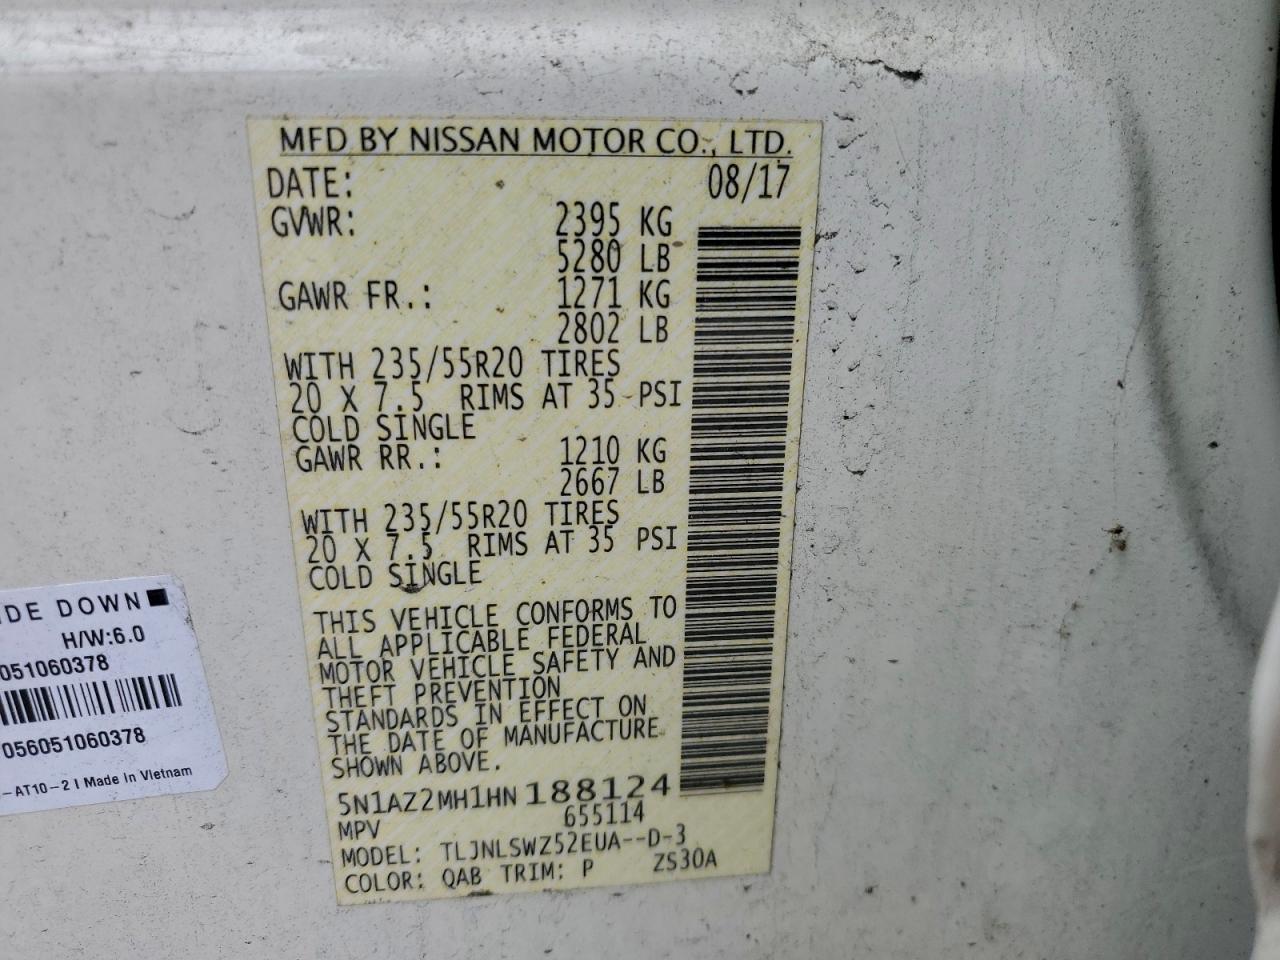 MFD BY NISSAN MOTOR CO., LTD.
DATE: 08/17
GVWR: 2395 KG
5280 LB
GAWR FR.: 1271 KG
2802 LB
WITH 235/55R20 TIRES
20 X 7.5 RIMS AT 35 PSI
COLD SINGLE
GAWR RR.: 1210 KG
2667 LB
WITH 235/55R20 TIRES
20 X 7.5 RIMS AT 35 PSI
COLD SINGLE
THIS VEHICLE CONFORMS TO
ALL APPLICABLE FEDERAL
MOTOR VEHICLE SAFETY AND
THEFT PREVENTION
STANDARDS IN EFFECT ON
THE DATE OF MANUFACTURE
SHOWN ABOVE.
5N1AZ2MH1HN188124
MPV 655114
MODEL: TLJNLSWZ52EUA--D-3
COLOR: QAB TRIM: P ZS30A
IDE DOWN
H/W:6.0
051060378
056051060378
-AT10-2 I Made In Vietnam